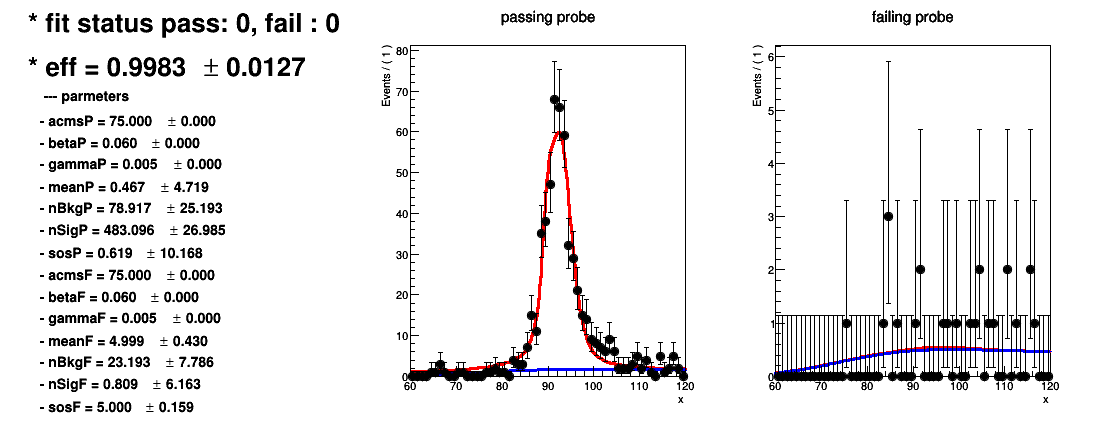 * fit status pass: 0, fail : 0
* eff = 0.9983 ± 0.0127
--- parmeters
- acmsP = 75.000 ± 0.000
- betaP = 0.060 ± 0.000
- gammaP = 0.005 ± 0.000
- meanP = 0.467 ± 4.719
- nBkgP = 78.917 ± 25.193
- nSigP = 483.096 ± 26.985
- sosP = 0.619 ± 10.168
- acmsF = 75.000 ± 0.000
- betaF = 0.060 ± 0.000
- gammaF = 0.005 ± 0.000
- meanF = 4.999 ± 0.430
- nBkgF = 23.193 ± 7.786
- nSigF = 0.809 ± 6.163
- sosF = 5.000 ± 0.159
passing probe
Events / ( 1 )
80
70
60
50
40
30
20
10
0
60 70 80 90 100 110 120
x
failing probe
Events / ( 1 )
6
5
4
3
2
1
0
60 70 80 90 100 110 120
x